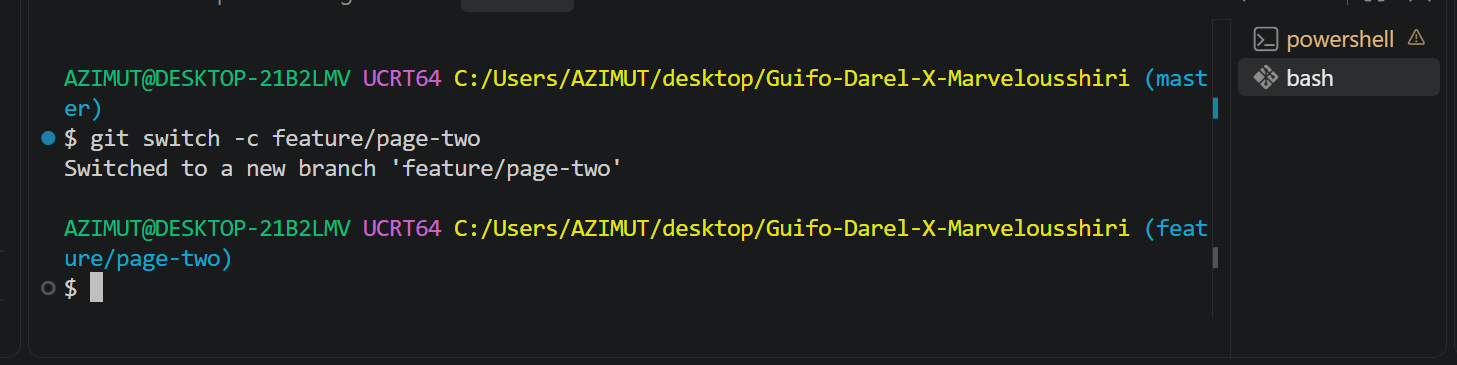 AZIMUT@DESKTOP-21B2LMV UCRT64 C:/Users/AZIMUT/desktop/Guifo-Darel-X-Marvelousshiri (mast
er)
$ git switch -c feature/page-two
Switched to a new branch 'feature/page-two'
AZIMUT@DESKTOP-21B2LMV UCRT64 C:/Users/AZIMUT/desktop/Guifo-Darel-X-Marvelousshiri (feat
ure/page-two)
$
powershell
bash